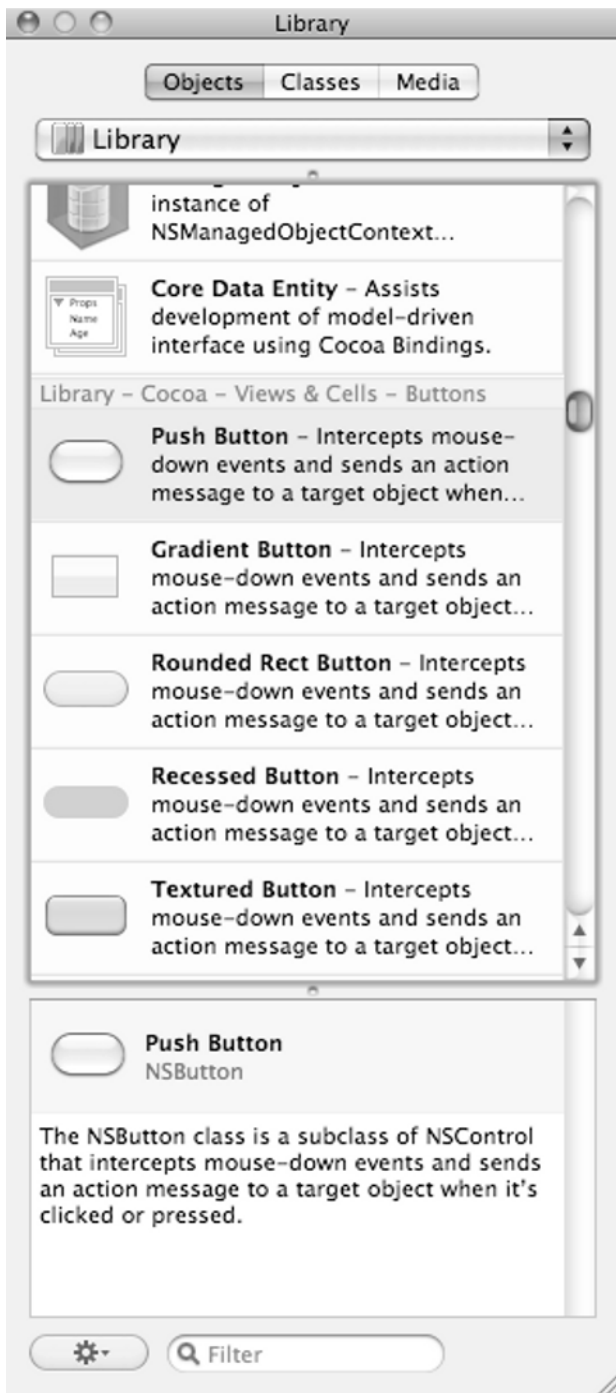 Library
Objects Classes Media
Library
instance of
NSManagedObjectContext...
Props
Name
Age
Core Data Entity – Assists
development of model-driven
interface using Cocoa Bindings.
Library – Cocoa – Views & Cells – Buttons
Push Button – Intercepts mouse-
down events and sends an action
message to a target object when...
Gradient Button – Intercepts
mouse-down events and sends an
action message to a target object...
Rounded Rect Button – Intercepts
mouse-down events and sends an
action message to a target object...
Recessed Button – Intercepts
mouse-down events and sends an
action message to a target object...
Textured Button – Intercepts
mouse-down events and sends an
action message to a target object...
Push Button
NSButton
The NSButton class is a subclass of NSControl
that intercepts mouse-down events and sends
an action message to a target object when it's
clicked or pressed.
Filter